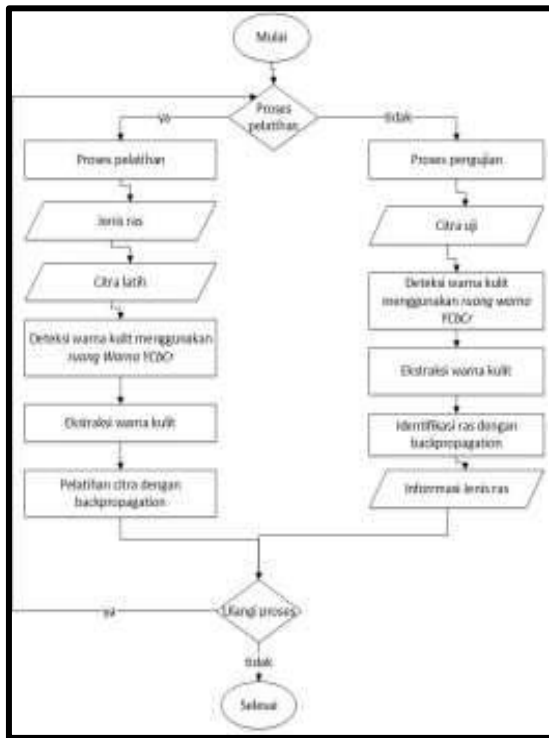 Mulai
Proses
pelatihan
ya
tidak
Proses pelatihan
Jenis ras
Citra latih
Deteksi warna kulit menggunakan
ruang Warna YCbCr
Ekstraksi warna kulit
Pelatihan citra dengan
backpropagation
Proses pengujian
Citra uji
Deteksi warna kulit
menggunakan ruang warna
YCbCr
Ekstraksi warna kulit
Identifikasi ras dengan
backpropagation
Informasi Jenis ras
Ulangi proses
ya
tidak
Selesai